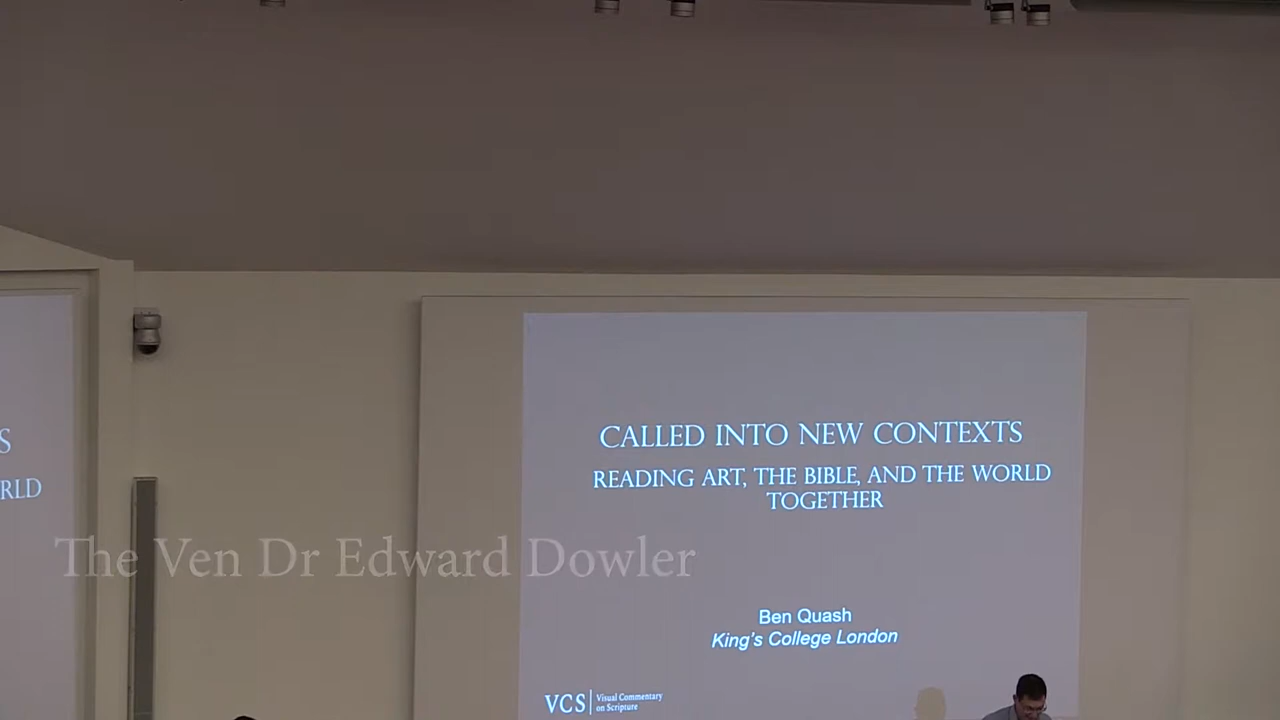 CALLED INTO NEW CONTEXTS
READING ART, THE BIBLE, AND THE WORLD
TOGETHER
S
RLD
The Ven Dr Edward Dowler
Ben Quash
King's College London
VCS
Visual Commentary
on Scripture